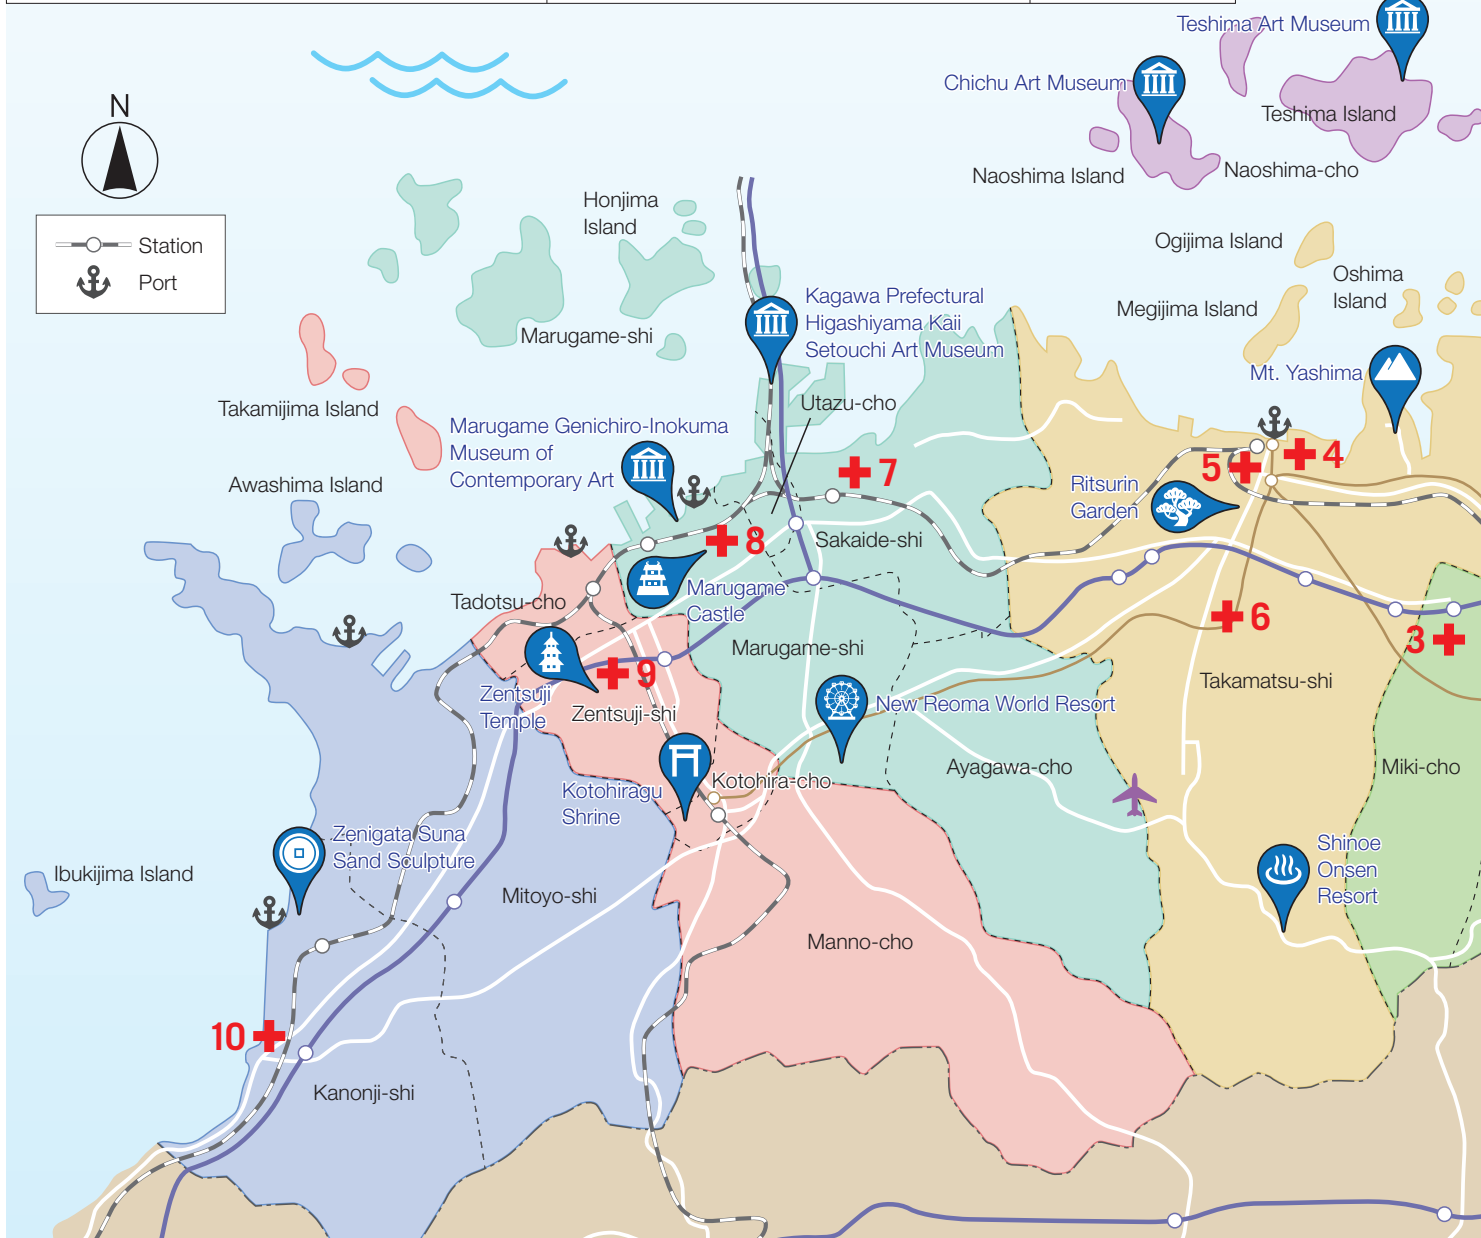 Teshima Art Museum
Chichu Art Museum
N
Teshima Island
Naoshima Island
Naoshima-cho
Honjima
Island
Station
Port
Ogijima Island
Oshima
Island
Kagawa Prefectural
Higashiyama Kaii
Setouchi Art Museum
Megijima Island
Marugame-shi
Mt. Yashima
Takamijima Island
Utazu-cho
Marugame Genichiro-Inokuma
Museum of
Contemporary Art
5
4
7
Awashima Island
Ritsurin
Garden
8
Sakaide-shi
Tadotsu-cho
Marugame
Castle
6
3
Marugame-shi
9
Takamatsu-shi
Zentsuji
Temple
Zentsuji-shi
New Reoma World Resort
Ayagawa-cho
Miki-cho
Kotohira-cho
Kotohiragu
Shrine
Zenigata Suna
Sand Sculpture
Shinoe
Onsen
Resort
Ibukijima Island
Mitoyo-shi
Manno-cho
10
Kanonji-shi